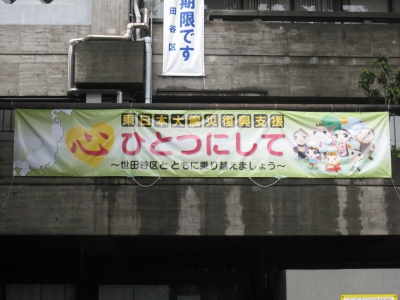 期限です
世田谷区
東日本大震災復興支援
心ひとつにして
～世田谷区とともに乗り越えましょう～